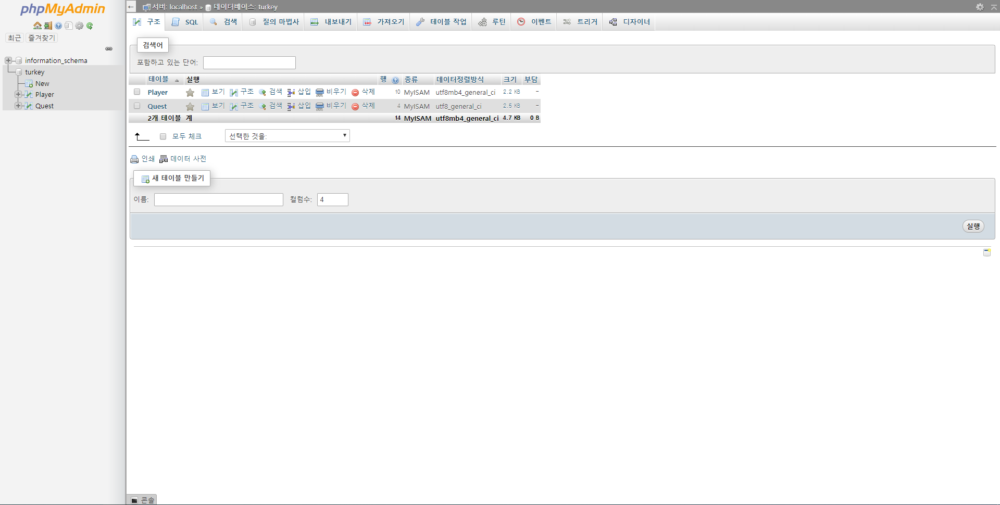 phpMyAdmin
최근 즐겨찾기
information_schema
turkey
New
Player
Quest
서버: localhost » 데이터베이스: turkey
구조 SQL 검색 질의 마법사 내보내기 가져오기 테이블 작업 루틴 이벤트 트리거 디자이너
검색어
포함하고 있는 단어:
테이블 실행 행 종류 데이터정렬방식 크기 부담
Player 보기 구조 검색 삽입 비우기 삭제 10 MyISAM utf8mb4_general_ci 2.2 KB -
Quest 보기 구조 검색 삽입 비우기 삭제 4 MyISAM utf8_general_ci 2.5 KB -
2개 테이블 계 14 MyISAM utf8mb4_general_ci 4.7 KB 0 B
모두 체크 선택한 것을:
인쇄 데이터 사전
새 테이블 만들기
이름: 컬럼수: 4
실행
콘솔